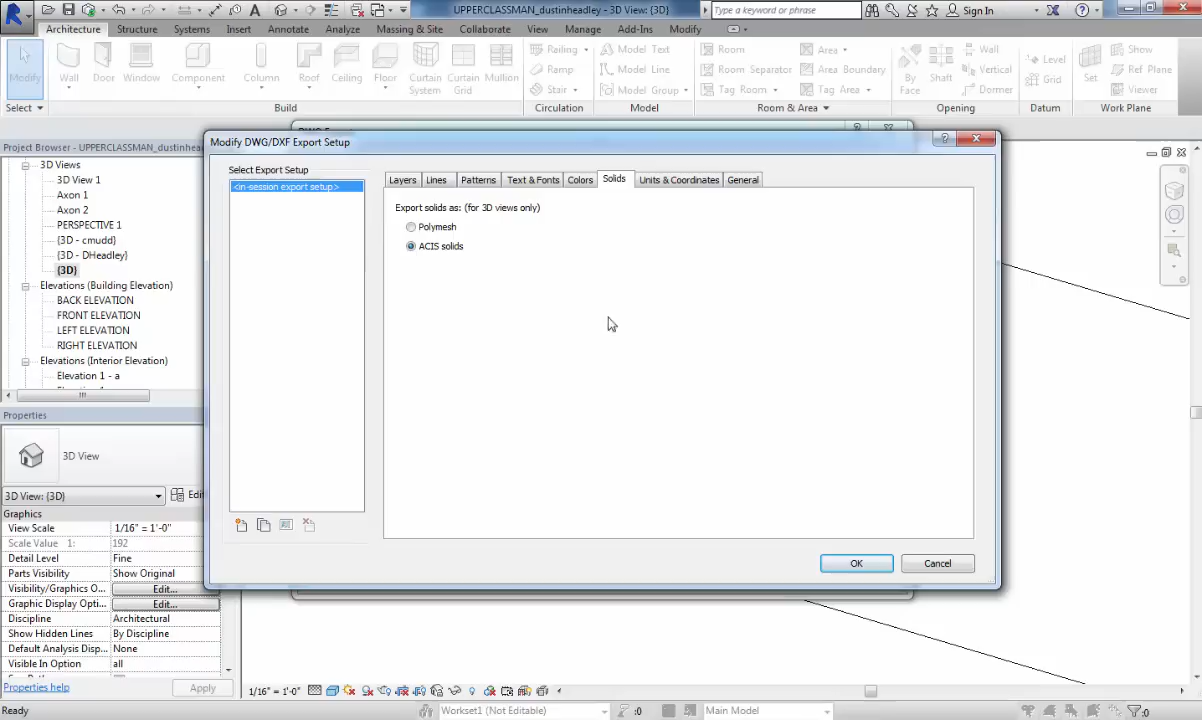 UPPERCLASSMAN_dustinheadley - 3D View: {3D}
Type a keyword or phrase
Sign In
Architecture Structure Systems Insert Annotate Analyze Massing & Site Collaborate View Manage Add-Ins Modify
Modify Wall Door Window Component Column Roof Ceiling Floor Curtain System Curtain Grid Mullion
Railing Model Text Room Area Wall Level Show
Ramp Model Line Room Separator Area Boundary By Face Shaft Vertical Grid Set Ref Plane
Stair Model Group Tag Room Tag Area Dormer Viewer
Select Build Circulation Model Room & Area Opening Datum Work Plane
Project Browser - UPPERCLASSMAN_dustinhea
3D Views
3D View 1
Axon 1
Axon 2
PERSPECTIVE 1
{3D - cmudd}
{3D - DHeadley}
{3D}
Elevations (Building Elevation)
BACK ELEVATION
FRONT ELEVATION
LEFT ELEVATION
RIGHT ELEVATION
Elevations (Interior Elevation)
Elevation 1 - a
Properties
3D View
3D View: {3D} Edi
Graphics
View Scale 1/16" = 1'-0"
Scale Value 1: 192
Detail Level Fine
Parts Visibility Show Original
Visibility/Graphics O... Edit...
Graphic Display Opti... Edit...
Discipline Architectural
Show Hidden Lines By Discipline
Default Analysis Disp... None
Visible In Option all
Properties help Apply
Modify DWG/DXF Export Setup
Select Export Setup
<in-session export setup>
Layers Lines Patterns Text & Fonts Colors Solids Units & Coordinates General
Export solids as: (for 3D views only)
Polymesh
ACIS solids
OK Cancel
1/16" = 1'-0"
Ready Workset1 (Not Editable) :0 Main Model :0